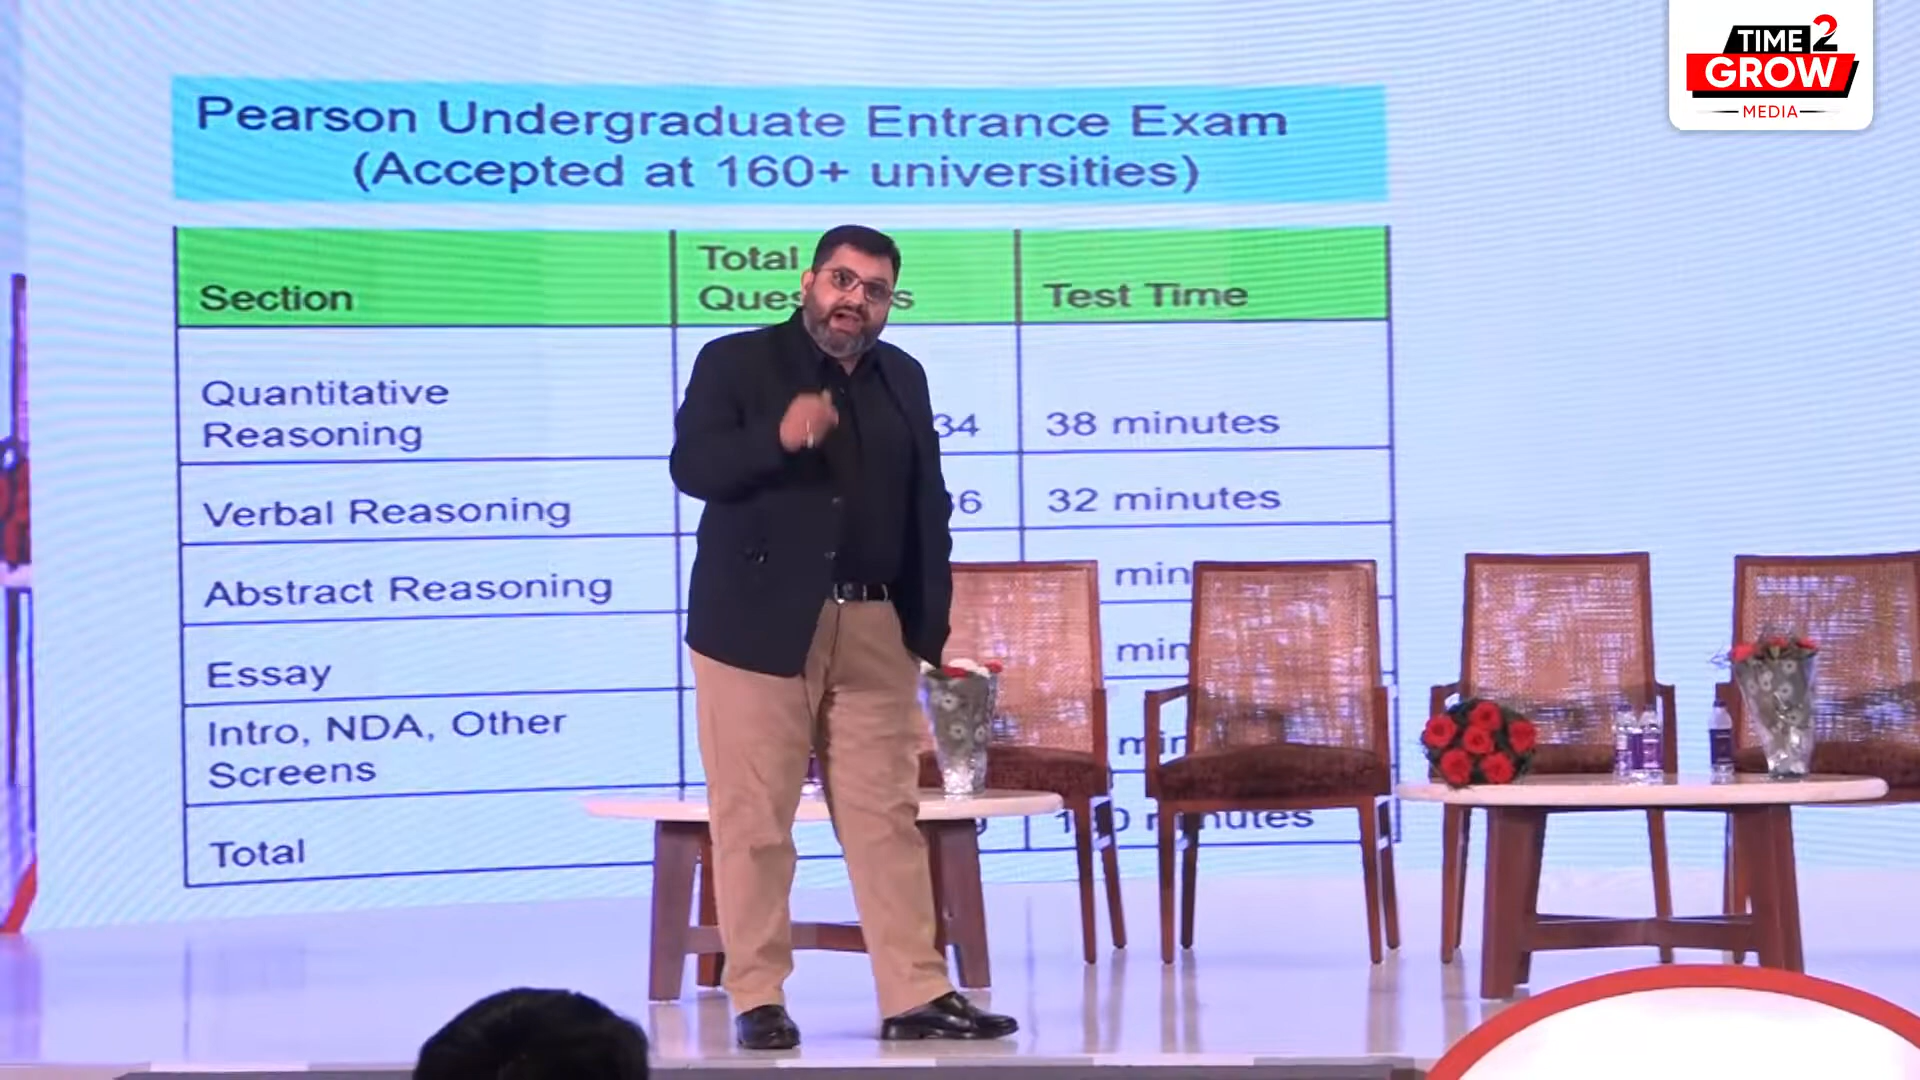 TIME 2
GROW
MEDIA
Pearson Undergraduate Entrance Exam
(Accepted at 160+ universities)
Section
Total
Test Time
Quantitative
Reasoning
34
38 minutes
Verbal Reasoning
32 minutes
Abstract Reasoning
Essay
Intro, NDA, Other
Screens
Total